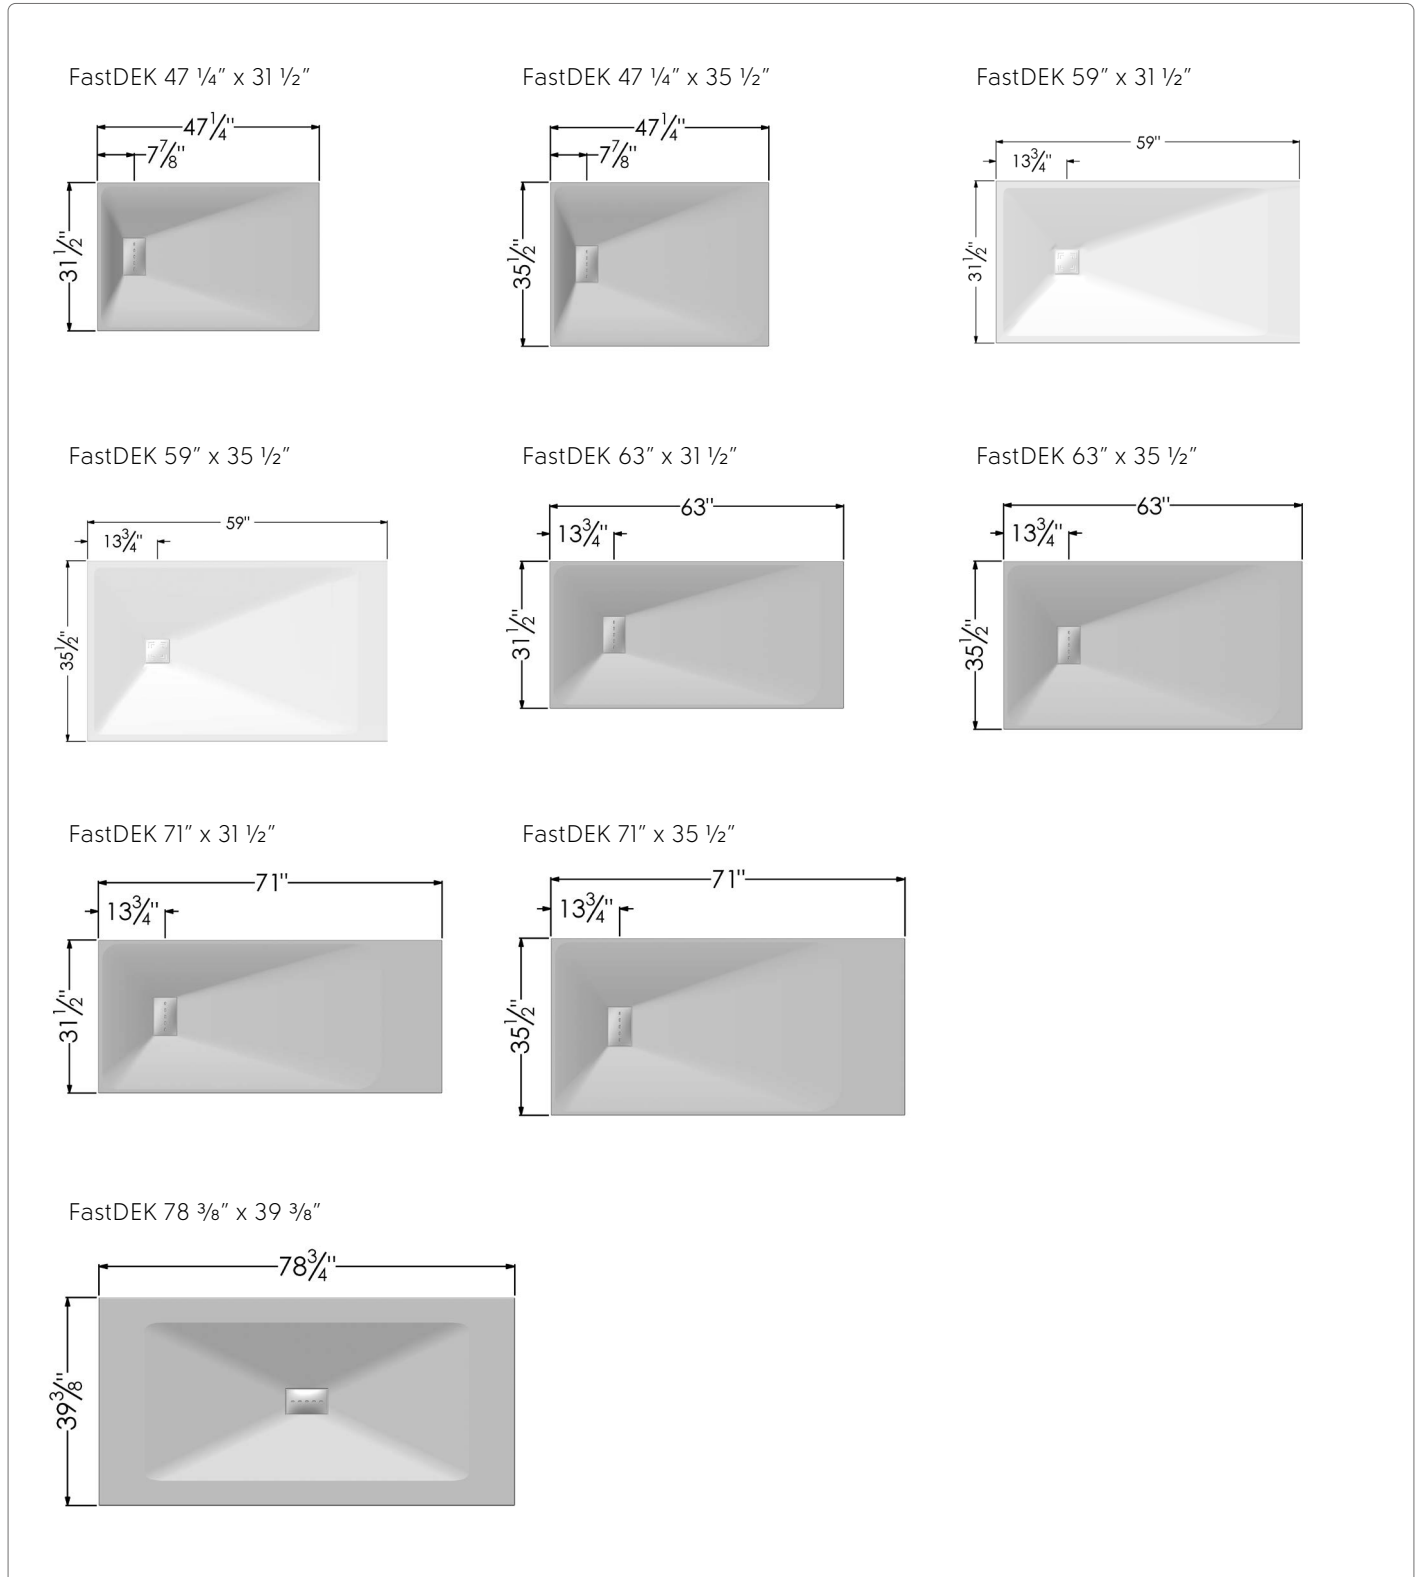 FastDEK 47 ¼” x 31 ½”
47¼"
7⅞"
31½"
FastDEK 47 ¼” x 35 ½”
47¼"
7⅞"
35½"
FastDEK 59” x 31 ½”
59"
13¾"
31½"
FastDEK 59” x 35 ½”
59"
13¾"
35½"
FastDEK 63” x 31 ½”
63"
13¾"
31½"
FastDEK 63” x 35 ½”
63"
13¾"
35½"
FastDEK 71” x 31 ½”
71"
13¾"
31½"
FastDEK 71” x 35 ½”
71"
13¾"
35½"
FastDEK 78 ⅜” x 39 ⅜”
78¾"
39⅜"